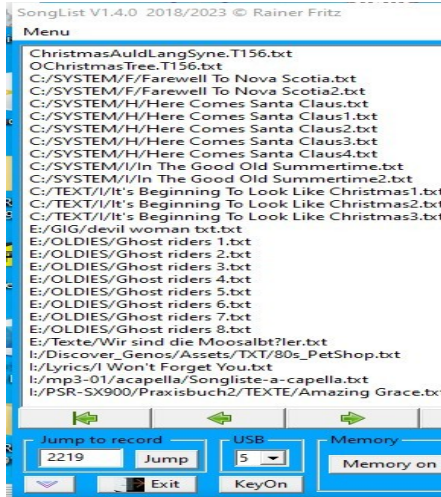 SongList V1.4.0 2018/2023 © Rainer Fritz
Menu
ChristmasAuldLangSyne.T156.txt
OChristmasTree.T156.txt
C:/SYSTEM/F/Farewell To Nova Scotia.txt
C:/SYSTEM/F/Farewell To Nova Scotia2.txt
C:/SYSTEM/H/Here Comes Santa Claus.txt
C:/SYSTEM/H/Here Comes Santa Claus1.txt
C:/SYSTEM/H/Here Comes Santa Claus2.txt
C:/SYSTEM/H/Here Comes Santa Claus3.txt
C:/SYSTEM/H/Here Comes Santa Claus4.txt
C:/SYSTEM/I/In The Good Old Summertime.txt
C:/SYSTEM/I/In The Good Old Summertime2.txt
C:/TEXT/I/It's Beginning To Look Like Christmas1.txt
C:/TEXT/I/It's Beginning To Look Like Christmas2.txt
C:/TEXT/I/It's Beginning To Look Like Christmas3.txt
E:/GIG/devil woman txt.txt
E:/OLDIES/Ghost riders 1.txt
E:/OLDIES/Ghost riders 2.txt
E:/OLDIES/Ghost riders 3.txt
E:/OLDIES/Ghost riders 4.txt
E:/OLDIES/Ghost riders 5.txt
E:/OLDIES/Ghost riders 6.txt
E:/OLDIES/Ghost riders 7.txt
E:/OLDIES/Ghost riders 8.txt
E:/Texte/Wir sind die Moosalbt?ler.txt
I:/Discover_Genos/Assets/TXT/80s_PetShop.txt
I:/Lyrics/I Won't Forget You.txt
I:/mp3-01/acapella/Songliste-a-capella.txt
I:/PSR-SX900/Praxisbuch2/TEXTE/Amazing Grace.txt
Jump to record USB Memory
2219 Jump 5 Memory on
Exit KeyOn